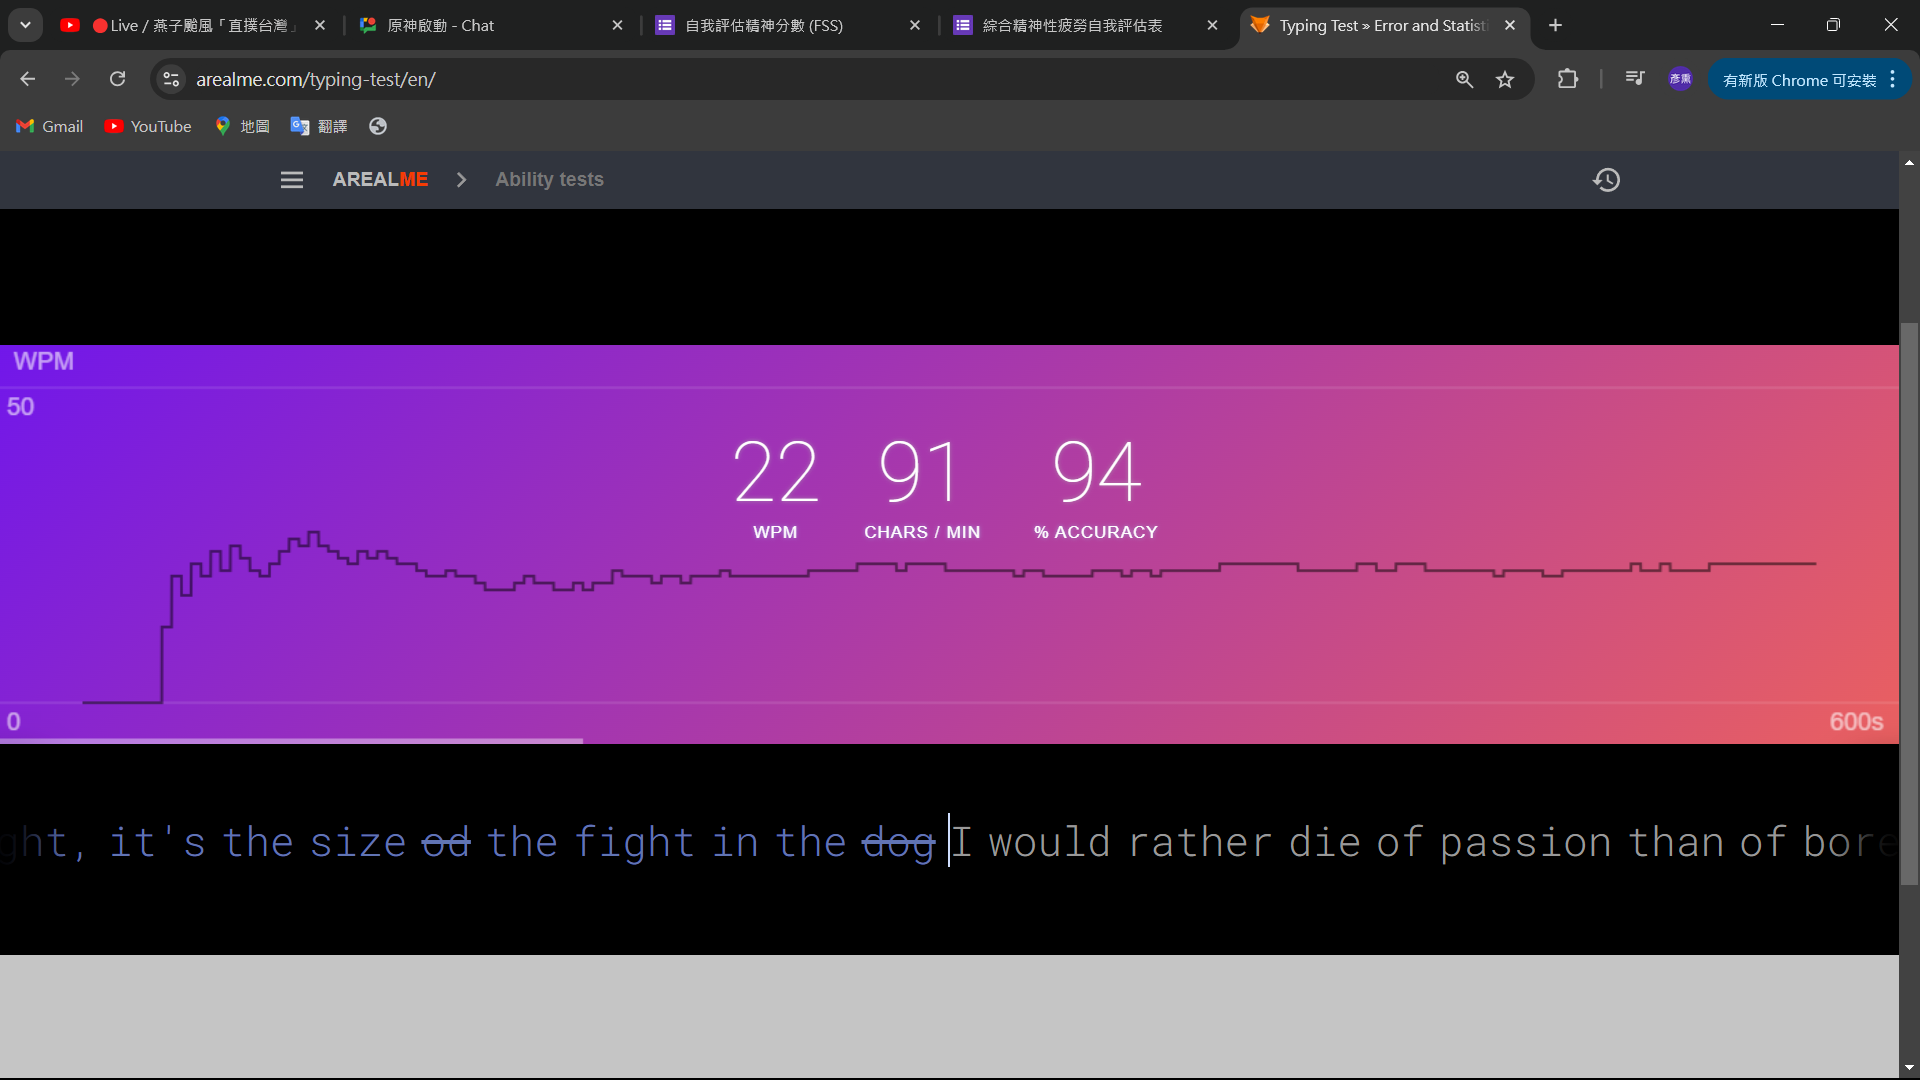 Live / 燕子颱風「直撲台灣」
原神啟動 - Chat
自我評估精神分數 (FSS)
綜合精神性疲勞自我評估表
Typing Test » Error and Statisti
arealme.com/typing-test/en/
彥熏
有新版 Chrome 可安裝
Gmail
YouTube
地圖
翻譯
AREALME
Ability tests
WPM
50
22 91 94
WPM CHARS / MIN % ACCURACY
0
600s
ght, it's the size od the fight in the dog I would rather die of passion than of bore